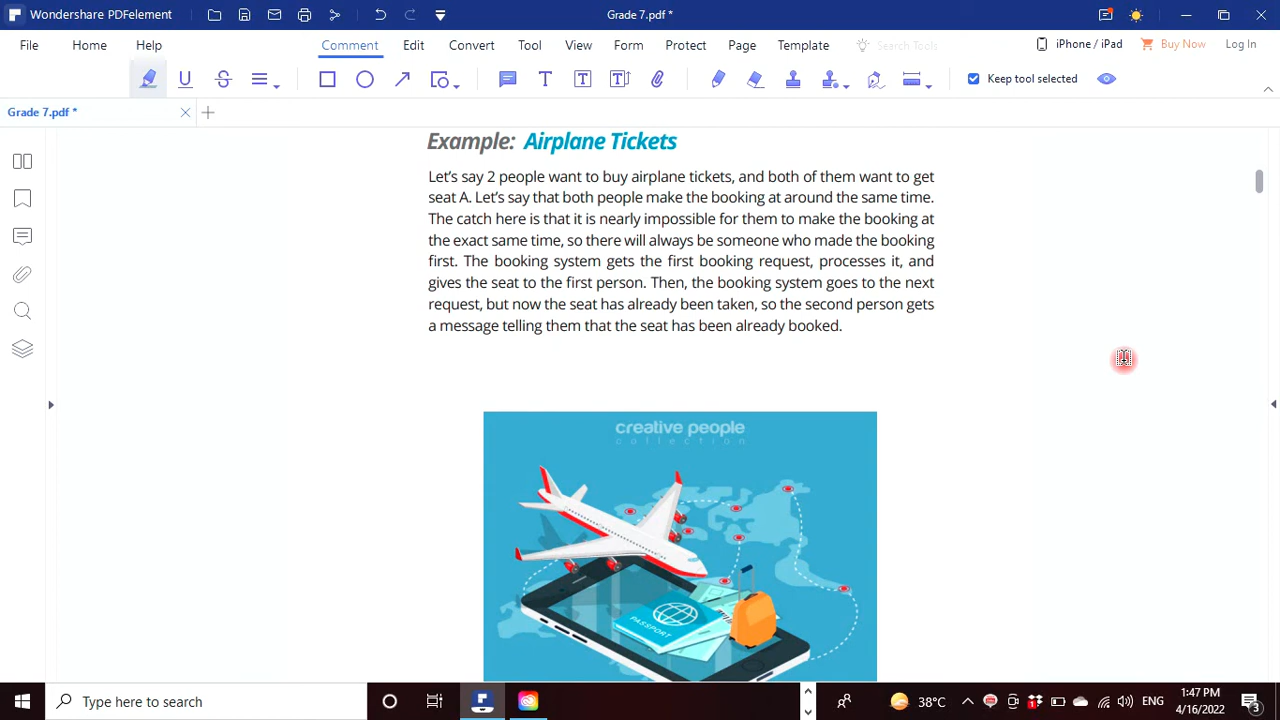 Wondershare PDFelement
Grade 7.pdf *
File Home Help Comment Edit Convert Tool View Form Protect Page Template Search Tools iPhone / iPad Buy Now Log In
Keep tool selected
Grade 7.pdf *
Example: Airplane Tickets
Let's say 2 people want to buy airplane tickets, and both of them want to get
seat A. Let's say that both people make the booking at around the same time.
The catch here is that it is nearly impossible for them to make the booking at
the exact same time, so there will always be someone who made the booking
first. The booking system gets the first booking request, processes it, and
gives the seat to the first person. Then, the booking system goes to the next
request, but now the seat has already been taken, so the second person gets
a message telling them that the seat has been already booked.
creative people
collection
PASSPORT
Type here to search
38°C
ENG
1:47 PM
4/16/2022
3